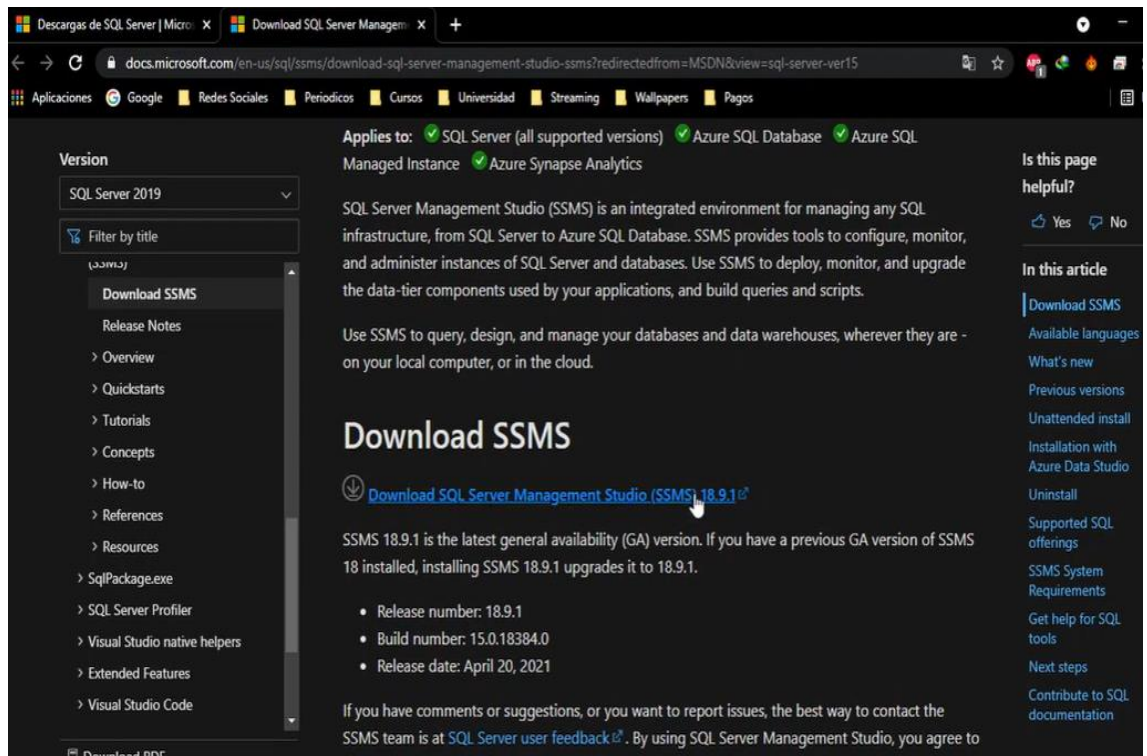 Descargas de SQL Server | Micro
Download SQL Server Managem
docs.microsoft.com/en-us/sql/ssms/download-sql-server-management-studio-ssms?redirectedfrom=MSDN&view=sql-server-ver15
Aplicaciones Google Redes Sociales Periodicos Cursos Universidad Streaming Wallpapers Pagos
Version
SQL Server 2019
Filter by title
(SSMS)
Download SSMS
Release Notes
Overview
Quickstarts
Tutorials
Concepts
How-to
References
Resources
SqlPackage.exe
SQL Server Profiler
Visual Studio native helpers
Extended Features
Visual Studio Code
Download PDF
Applies to: SQL Server (all supported versions) Azure SQL Database Azure SQL
Managed Instance Azure Synapse Analytics
SQL Server Management Studio (SSMS) is an integrated environment for managing any SQL
infrastructure, from SQL Server to Azure SQL Database. SSMS provides tools to configure, monitor,
and administer instances of SQL Server and databases. Use SSMS to deploy, monitor, and upgrade
the data-tier components used by your applications, and build queries and scripts.
Use SSMS to query, design, and manage your databases and data warehouses, wherever they are -
on your local computer, or in the cloud.
Download SSMS
Download SQL Server Management Studio (SSMS) 18.9.1
SSMS 18.9.1 is the latest general availability (GA) version. If you have a previous GA version of SSMS
18 installed, installing SSMS 18.9.1 upgrades it to 18.9.1.
• Release number: 18.9.1
• Build number: 15.0.18384.0
• Release date: April 20, 2021
If you have comments or suggestions, or you want to report issues, the best way to contact the
SSMS team is at SQL Server user feedback. By using SQL Server Management Studio, you agree to
Is this page
helpful?
Yes No
In this article
Download SSMS
Available languages
What's new
Previous versions
Unattended install
Installation with
Azure Data Studio
Uninstall
Supported SQL
offerings
SSMS System
Requirements
Get help for SQL
tools
Next steps
Contribute to SQL
documentation